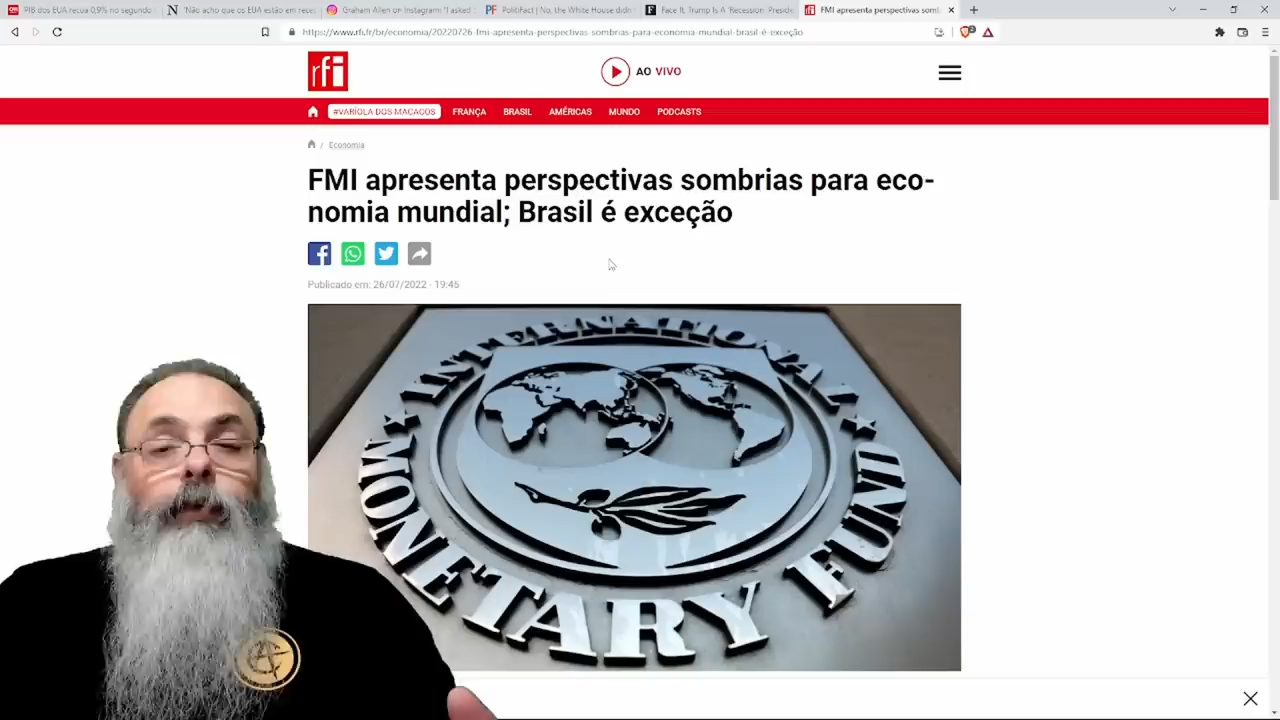 PIB dos EUA recua 0,9% no segundo
"Não acho que os EUA estão em rece
Graham Allen on Instagram: "I asked
PolitiFact | No, the White House didn'
Face It, Trump Is A 'Recession' Preside
FMI apresenta perspectivas somb
https://www.rfi.fr/br/economia/20220726-fmi-apresenta-perspectivas-sombrias-para-economia-mundial-brasil-é-exceção
rfi
AO VIVO
#VARÍOLA DOS MACACOS FRANÇA BRASIL AMÉRICAS MUNDO PODCASTS
/ Economia
FMI apresenta perspectivas sombrias para eco-
nomia mundial; Brasil é exceção
Publicado em: 26/07/2022 - 19:45
INTERNATIONAL
MONETARY FUND